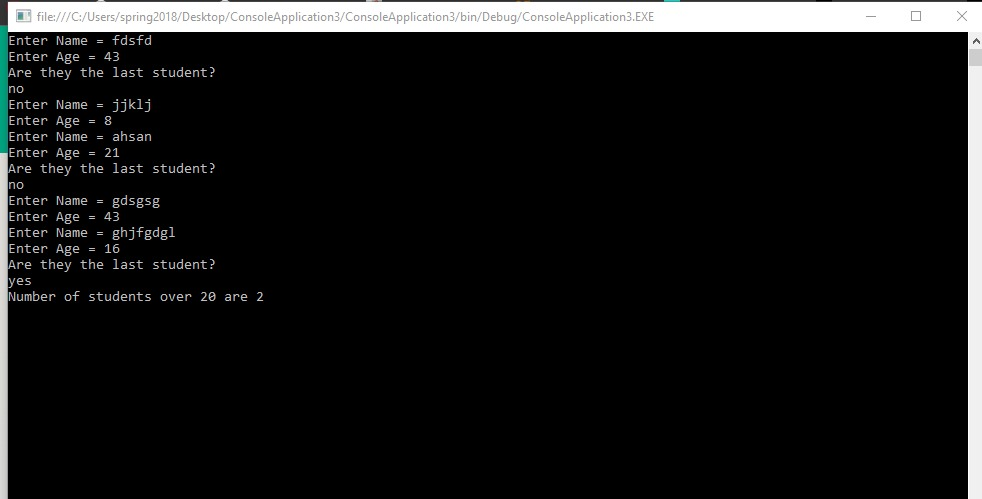 file:///C:/Users/spring2018/Desktop/ConsoleApplication3/ConsoleApplication3/bin/Debug/ConsoleApplication3.EXE
Enter Name = fdsfd
Enter Age = 43
Are they the last student?
no
Enter Name = jjklj
Enter Age = 8
Enter Name = ahsan
Enter Age = 21
Are they the last student?
no
Enter Name = gdsgsg
Enter Age = 43
Enter Name = ghjfgdgl
Enter Age = 16
Are they the last student?
yes
Number of students over 20 are 2